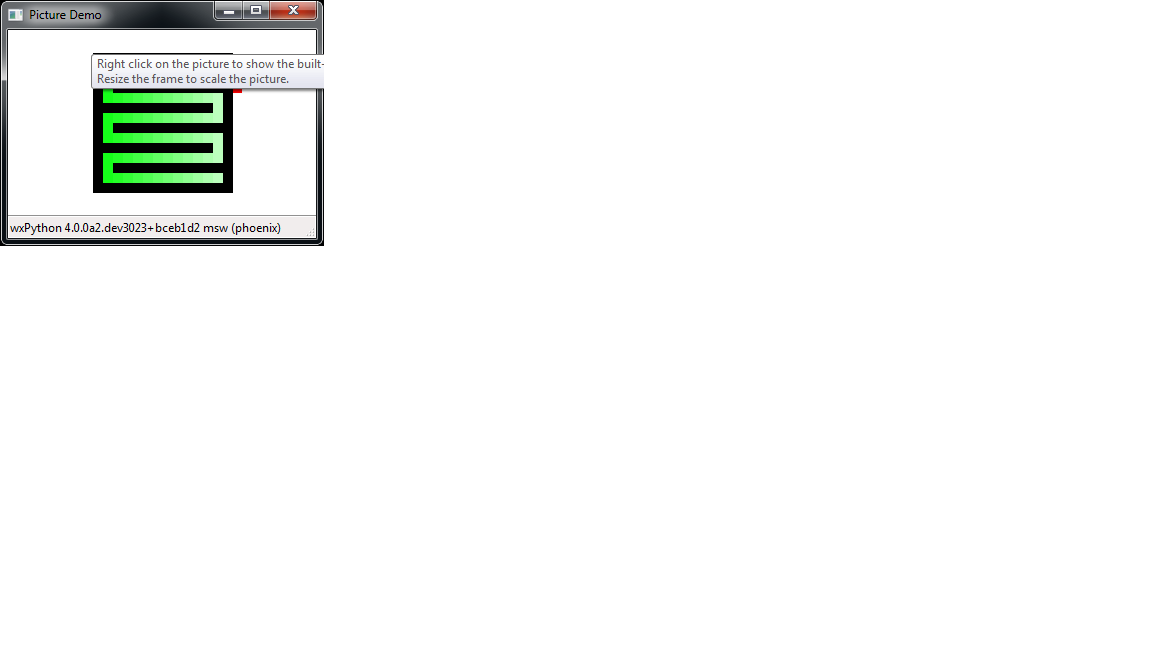 Picture Demo
Right click on the picture to show the built-
Resize the frame to scale the picture.
wxPython 4.0.0a2.dev3023+bceb1d2 msw (phoenix)